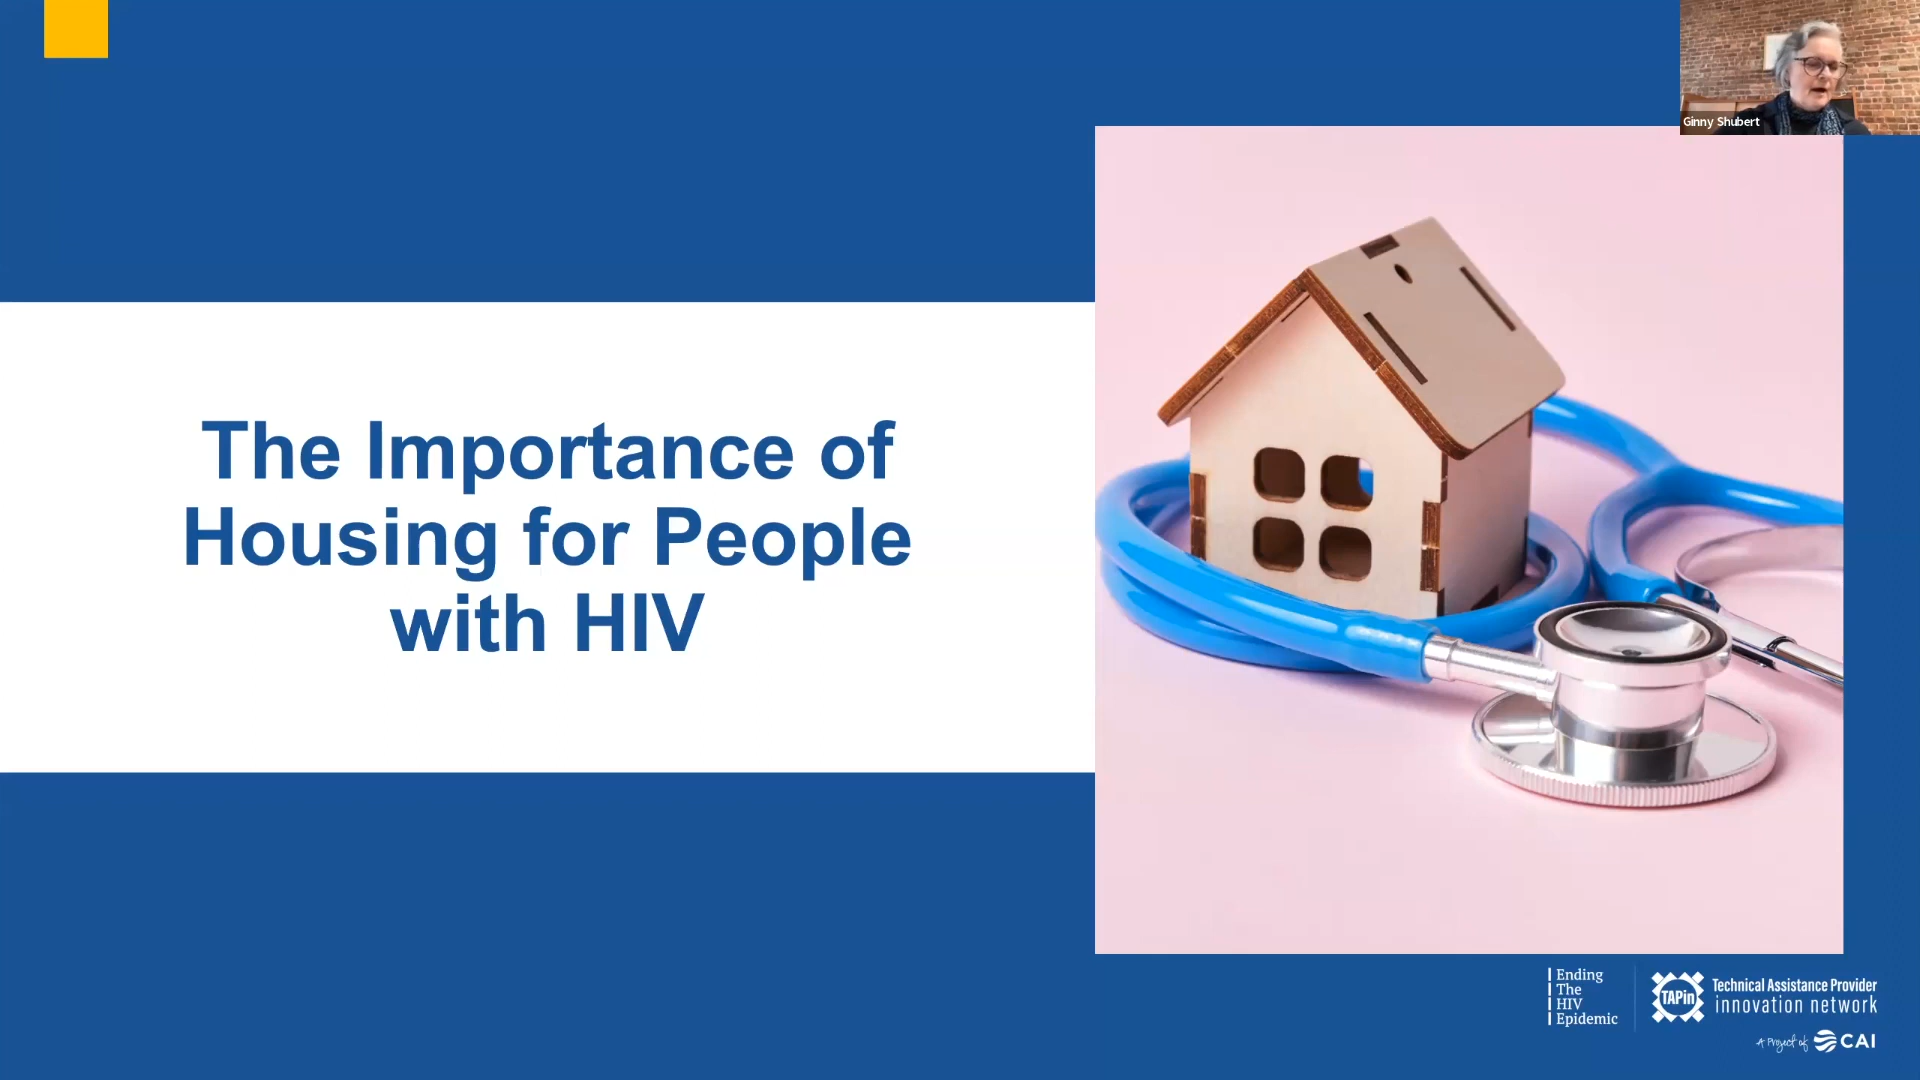 Ginny Shubert
The Importance of
Housing for People
with HIV
Ending
The
HIV
Epidemic
TAPin
Technical Assistance Provider
innovation network
A Project of CAI